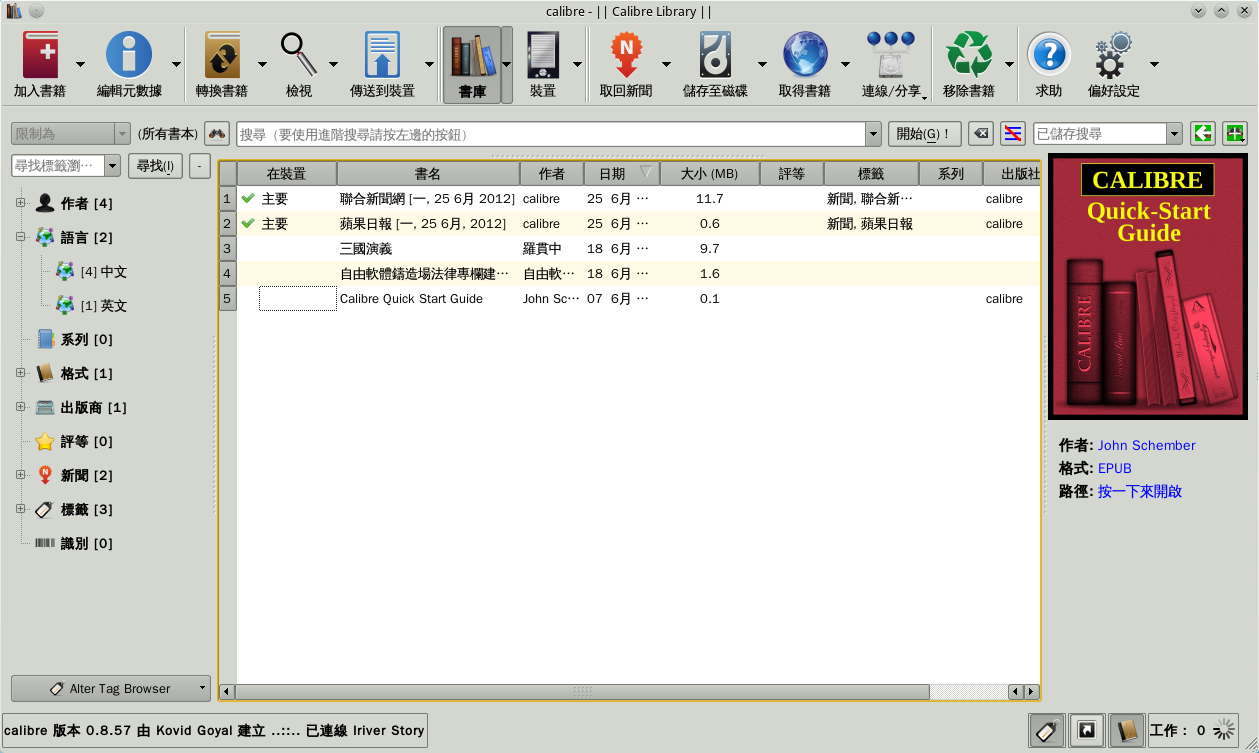 calibre - || Calibre Library ||
加入書籍 編輯元數據 轉換書籍 檢視 傳送到裝置 書庫 裝置 取回新聞 儲存至磁碟 取得書籍 連線/分享 移除書籍 求助 偏好設定
限制為 (所有書本) 搜尋（要使用進階搜尋請按左邊的按鈕） 開始(G)！ 已儲存搜尋
尋找標籤瀏… 尋找(I) -
在裝置 書名 作者 日期 大小 (MB) 評等 標籤 系列 出版社
1 主要 聯合新聞網 [一, 25 6月 2012] calibre 25 6月 … 11.7 新聞, 聯合新… calibre
2 主要 蘋果日報 [一, 25 6月, 2012] calibre 25 6月 … 0.6 新聞, 蘋果日報 calibre
3 三國演義 羅貫中 18 6月 … 9.7
4 自由軟體鑄造場法律專欄建… 自由軟… 18 6月 … 1.6
5 Calibre Quick Start Guide John Sc… 07 6月 … 0.1 calibre
作者 [4]
語言 [2]
[4] 中文
[1] 英文
系列 [0]
格式 [1]
出版商 [1]
評等 [0]
新聞 [2]
標籤 [3]
識別 [0]
Alter Tag Browser
CALIBRE
Quick-Start
Guide
CALIBRE
作者: John Schember
格式: EPUB
路徑: 按一下來開啟
calibre 版本 0.8.57 由 Kovid Goyal 建立 ..::.. 已連線 Iriver Story
工作： 0